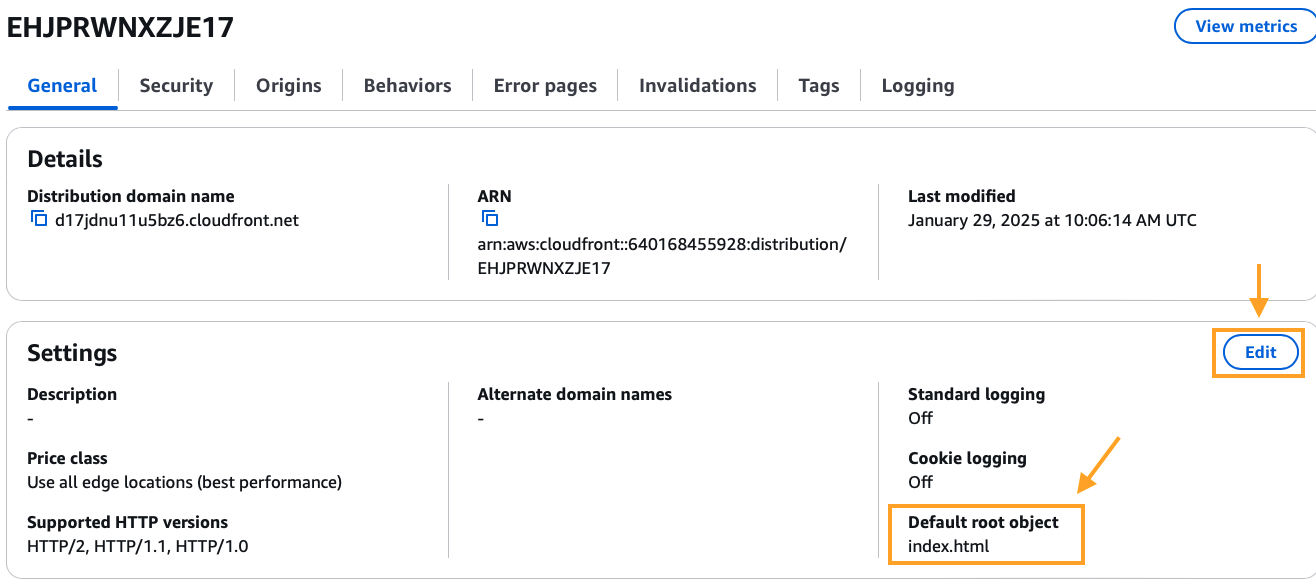 EHJPRWNXZJE17
View metrics
General
Security
Origins
Behaviors
Error pages
Invalidations
Tags
Logging
Details
Distribution domain name
d17jdnu11u5bz6.cloudfront.net
ARN
arn:aws:cloudfront::640168455928:distribution/
EHJPRWNXZJE17
Last modified
January 29, 2025 at 10:06:14 AM UTC
Settings
Edit
Description
-
Price class
Use all edge locations (best performance)
Supported HTTP versions
HTTP/2, HTTP/1.1, HTTP/1.0
Alternate domain names
-
Standard logging
Off
Cookie logging
Off
Default root object
index.html